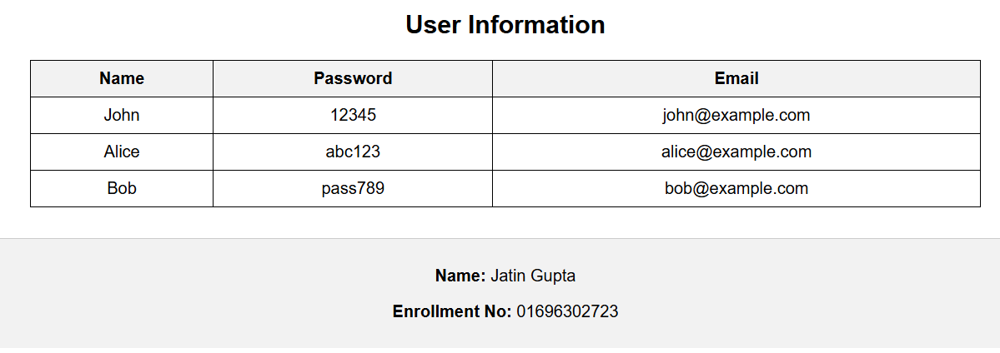 User Information
Name Password Email
John 12345 john@example.com
Alice abc123 alice@example.com
Bob pass789 bob@example.com
Name: Jatin Gupta
Enrollment No: 01696302723